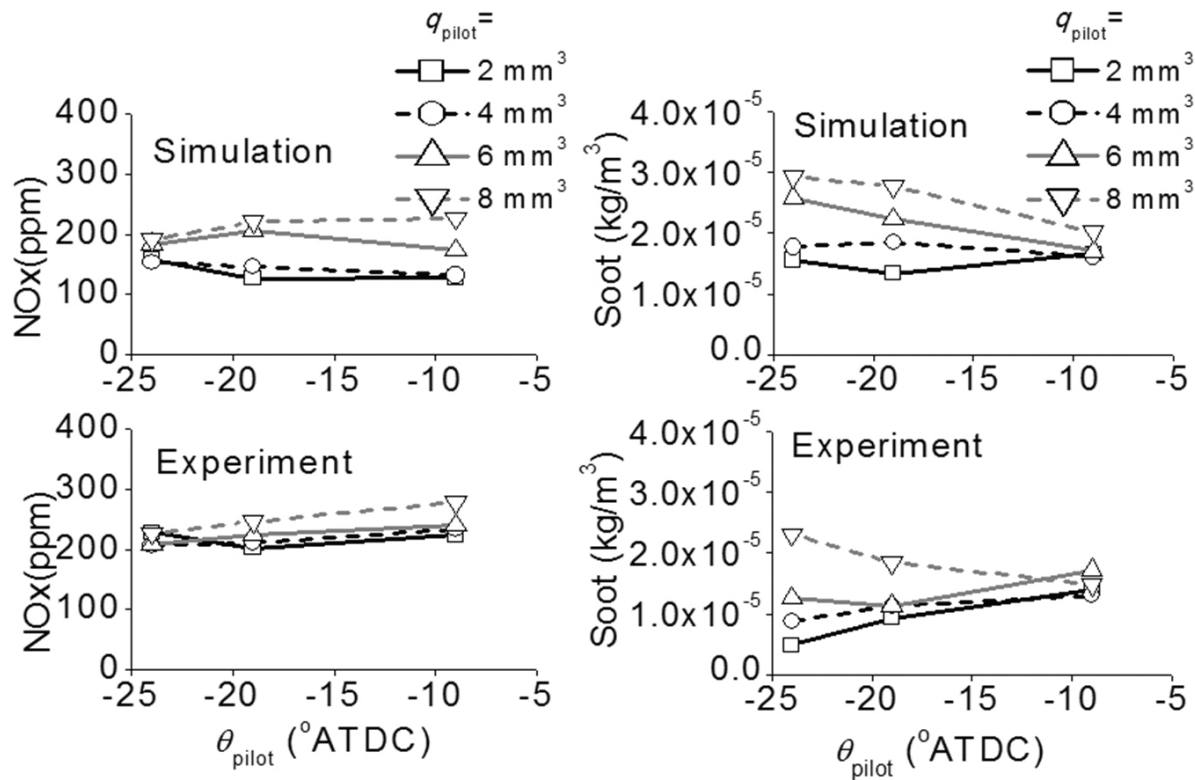 q pilot=
2 mm³
4 mm³
6 mm³
8 mm³
Simulation
NOx(ppm)
400
300
200
100
0
-25 -20 -15 -10 -5
q pilot=
2 mm³
4 mm³
6 mm³
8 mm³
Simulation
Soot (kg/m³)
4.0x10⁻⁵
3.0x10⁻⁵
2.0x10⁻⁵
1.0x10⁻⁵
0.0
-25 -20 -15 -10 -5
Experiment
NOx(ppm)
400
300
200
100
0
-25 -20 -15 -10 -5
θ pilot (°ATDC)
Experiment
Soot (kg/m³)
4.0x10⁻⁵
3.0x10⁻⁵
2.0x10⁻⁵
1.0x10⁻⁵
0.0
-25 -20 -15 -10 -5
θ pilot (°ATDC)